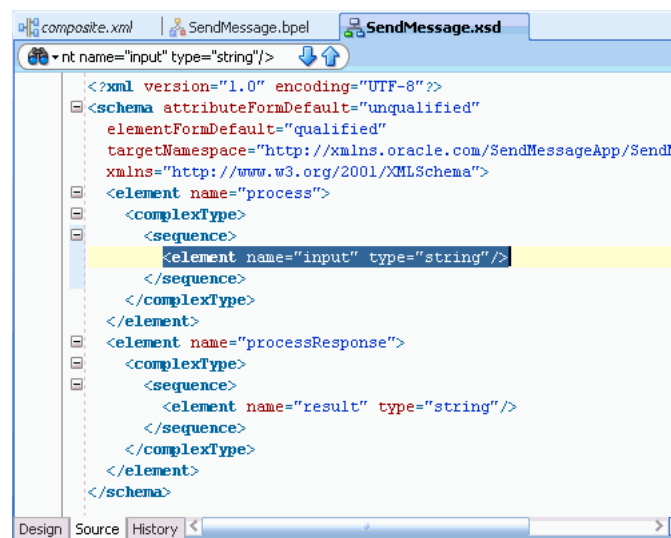 composite.xml SendMessage.bpel SendMessage.xsd
nt name="input" type="string"/>
<?xml version="1.0" encoding="UTF-8"?>
<schema attributeFormDefault="unqualified"
elementFormDefault="qualified"
targetNamespace="http://xmlns.oracle.com/SendMessageApp/SendM
xmlns="http://www.w3.org/2001/XMLSchema">
<element name="process">
<complexType>
<sequence>
<element name="input" type="string"/>
</sequence>
</complexType>
</element>
<element name="processResponse">
<complexType>
<sequence>
<element name="result" type="string"/>
</sequence>
</complexType>
</element>
</schema>
Design Source History